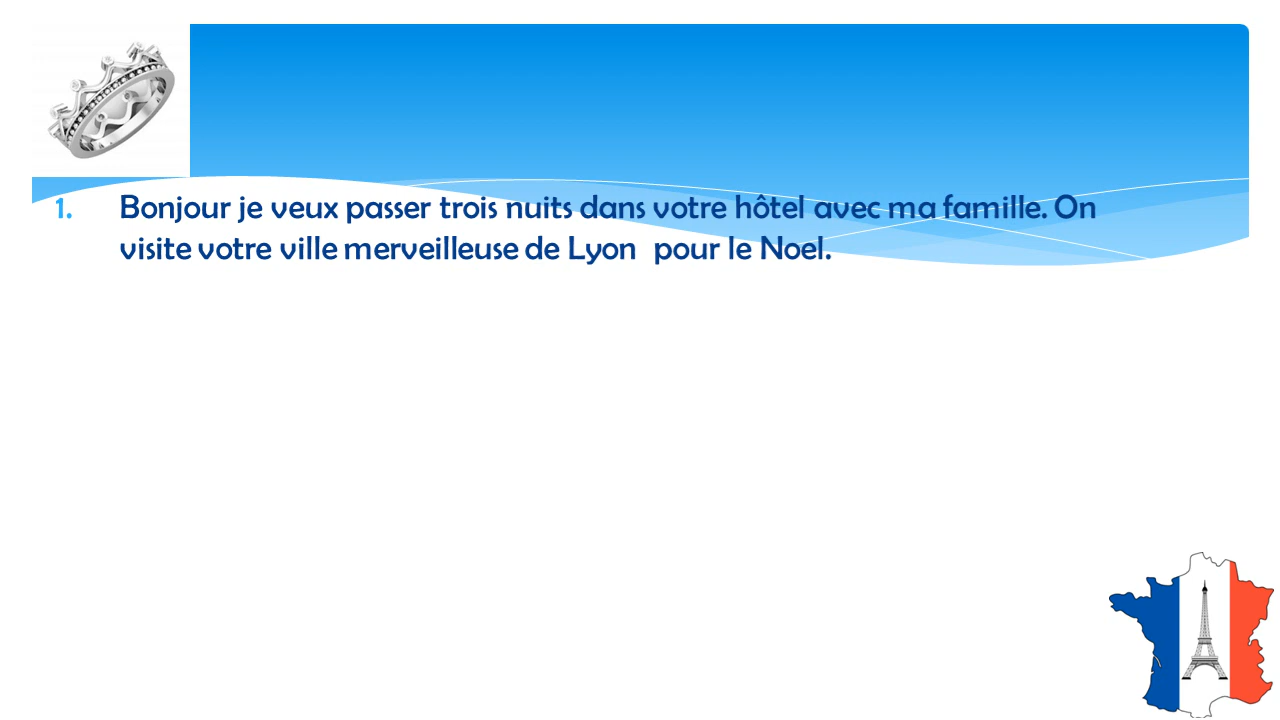 1. Bonjour je veux passer trois nuits dans votre hôtel avec ma famille. On
visite votre ville merveilleuse de Lyon pour le Noel.